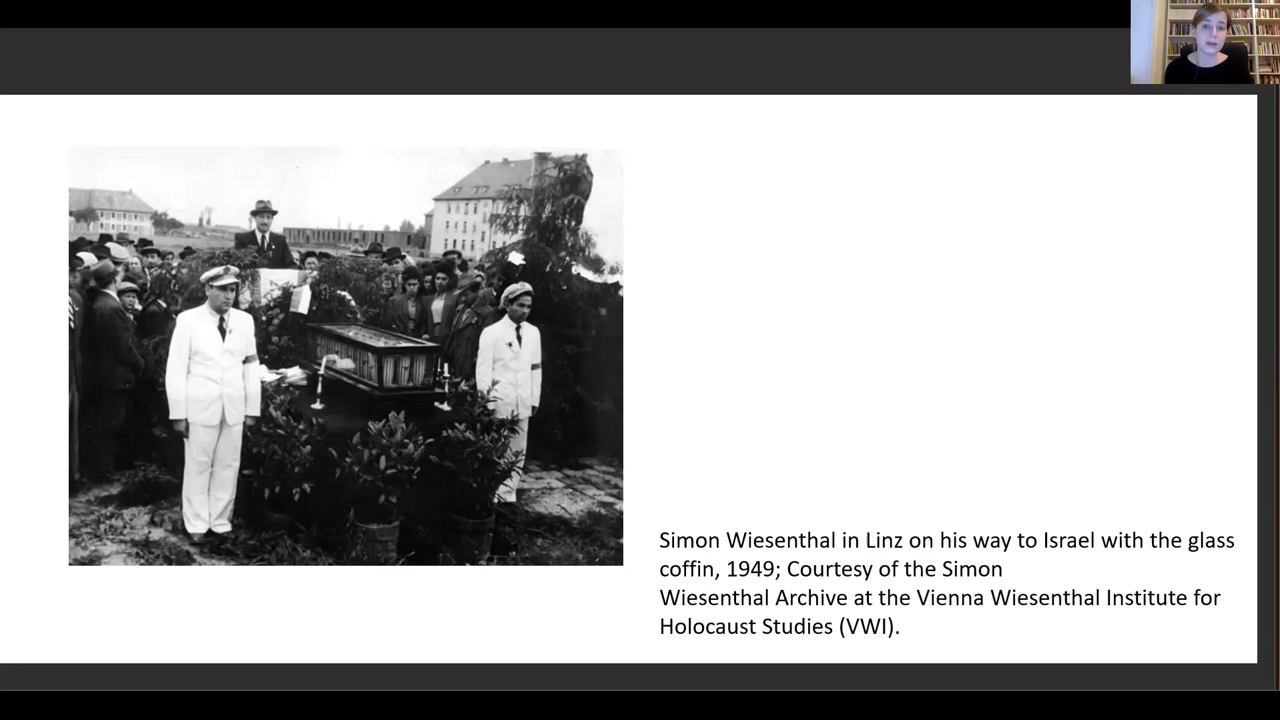 Simon Wiesenthal in Linz on his way to Israel with the glass
coffin, 1949; Courtesy of the Simon
Wiesenthal Archive at the Vienna Wiesenthal Institute for
Holocaust Studies (VWI).